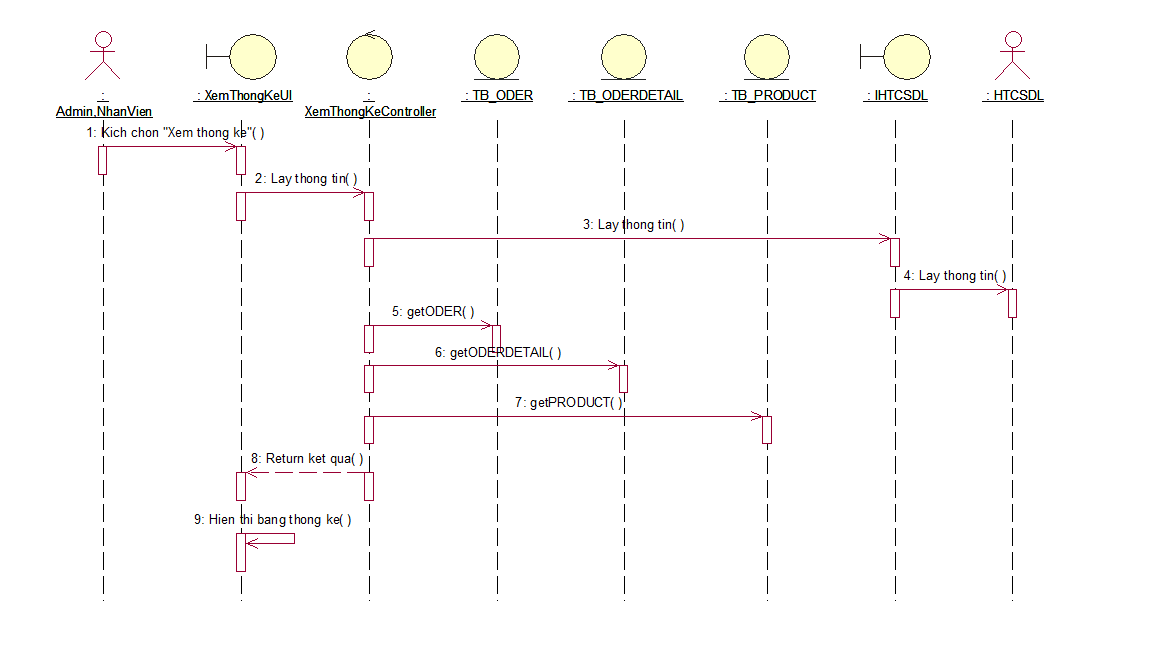 :
Admin,NhanVien
: XemThongKeUI
:
XemThongKeController
: TB_ODER
: TB_ODERDETAIL
: TB_PRODUCT
: IHTCSDL
: HTCSDL
1: Kich chon "Xem thong ke"( )
2: Lay thong tin( )
3: Lay thong tin( )
4: Lay thong tin( )
5: getODER( )
6: getODERDETAIL( )
7: getPRODUCT( )
8: Return ket qua( )
9: Hien thi bang thong ke( )